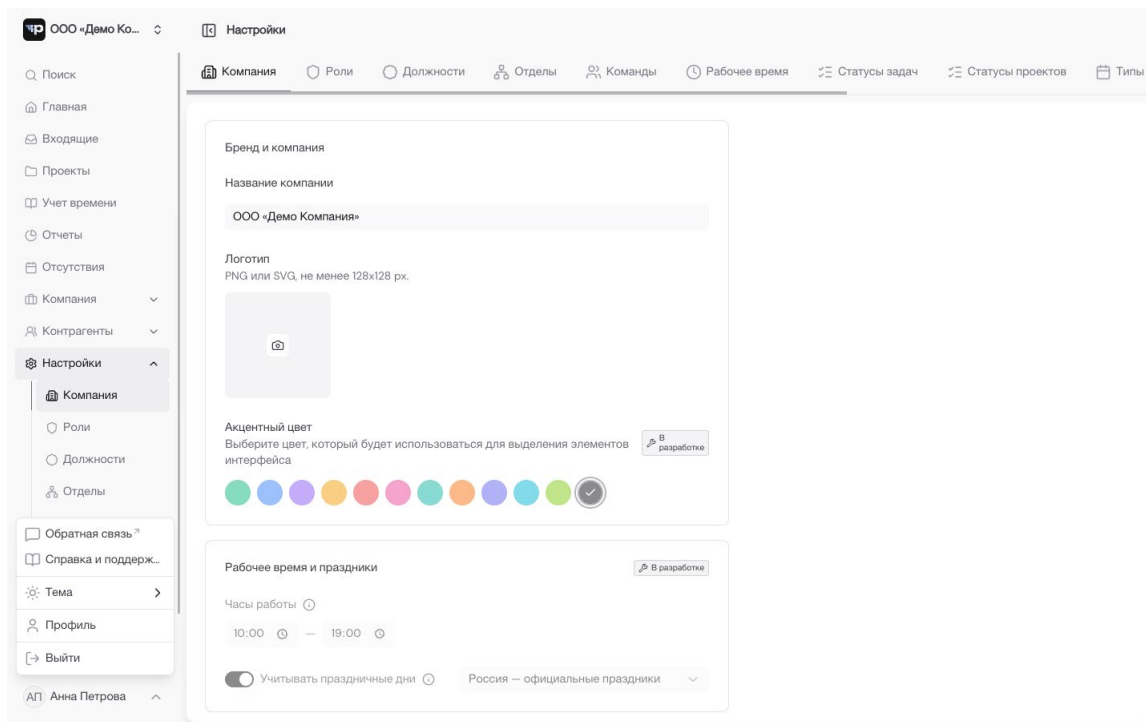 ООО «Демо Ко...
Настройки
Поиск
Главная
Входящие
Проекты
Учет времени
Отчеты
Отсутствия
Компания
Контрагенты
Настройки
Компания
Роли
Должности
Отделы
Обратная связь
Справка и поддерж...
Тема
Профиль
Выйти
АП Анна Петрова
Компания
Роли
Должности
Отделы
Команды
Рабочее время
Статусы задач
Статусы проектов
Типы
Бренд и компания
Название компании
ООО «Демо Компания»
Логотип
PNG или SVG, не менее 128x128 px.
Акцентный цвет
Выберите цвет, который будет использоваться для выделения элементов
интерфейса
В
разработке
Рабочее время и праздники
В разработке
Часы работы
10:00 — 19:00
Учитывать праздничные дни
Россия — официальные праздники